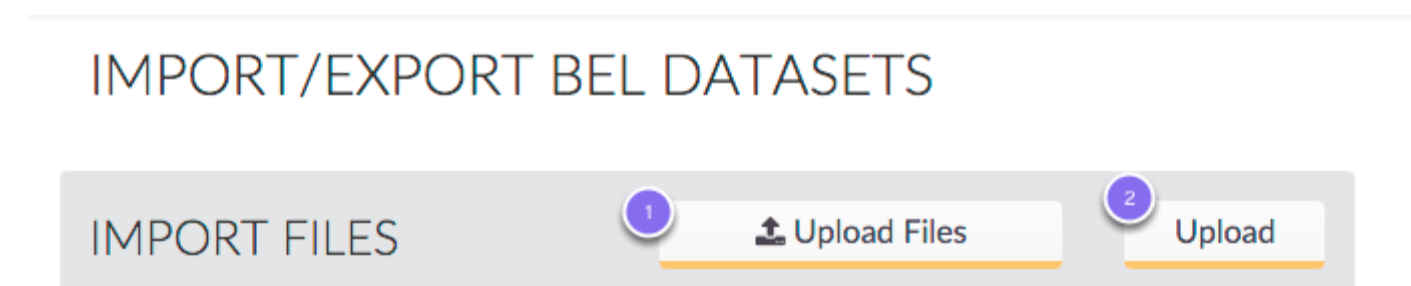 IMPORT/EXPORT BEL DATASETS
IMPORT FILES 1 Upload Files 2 Upload